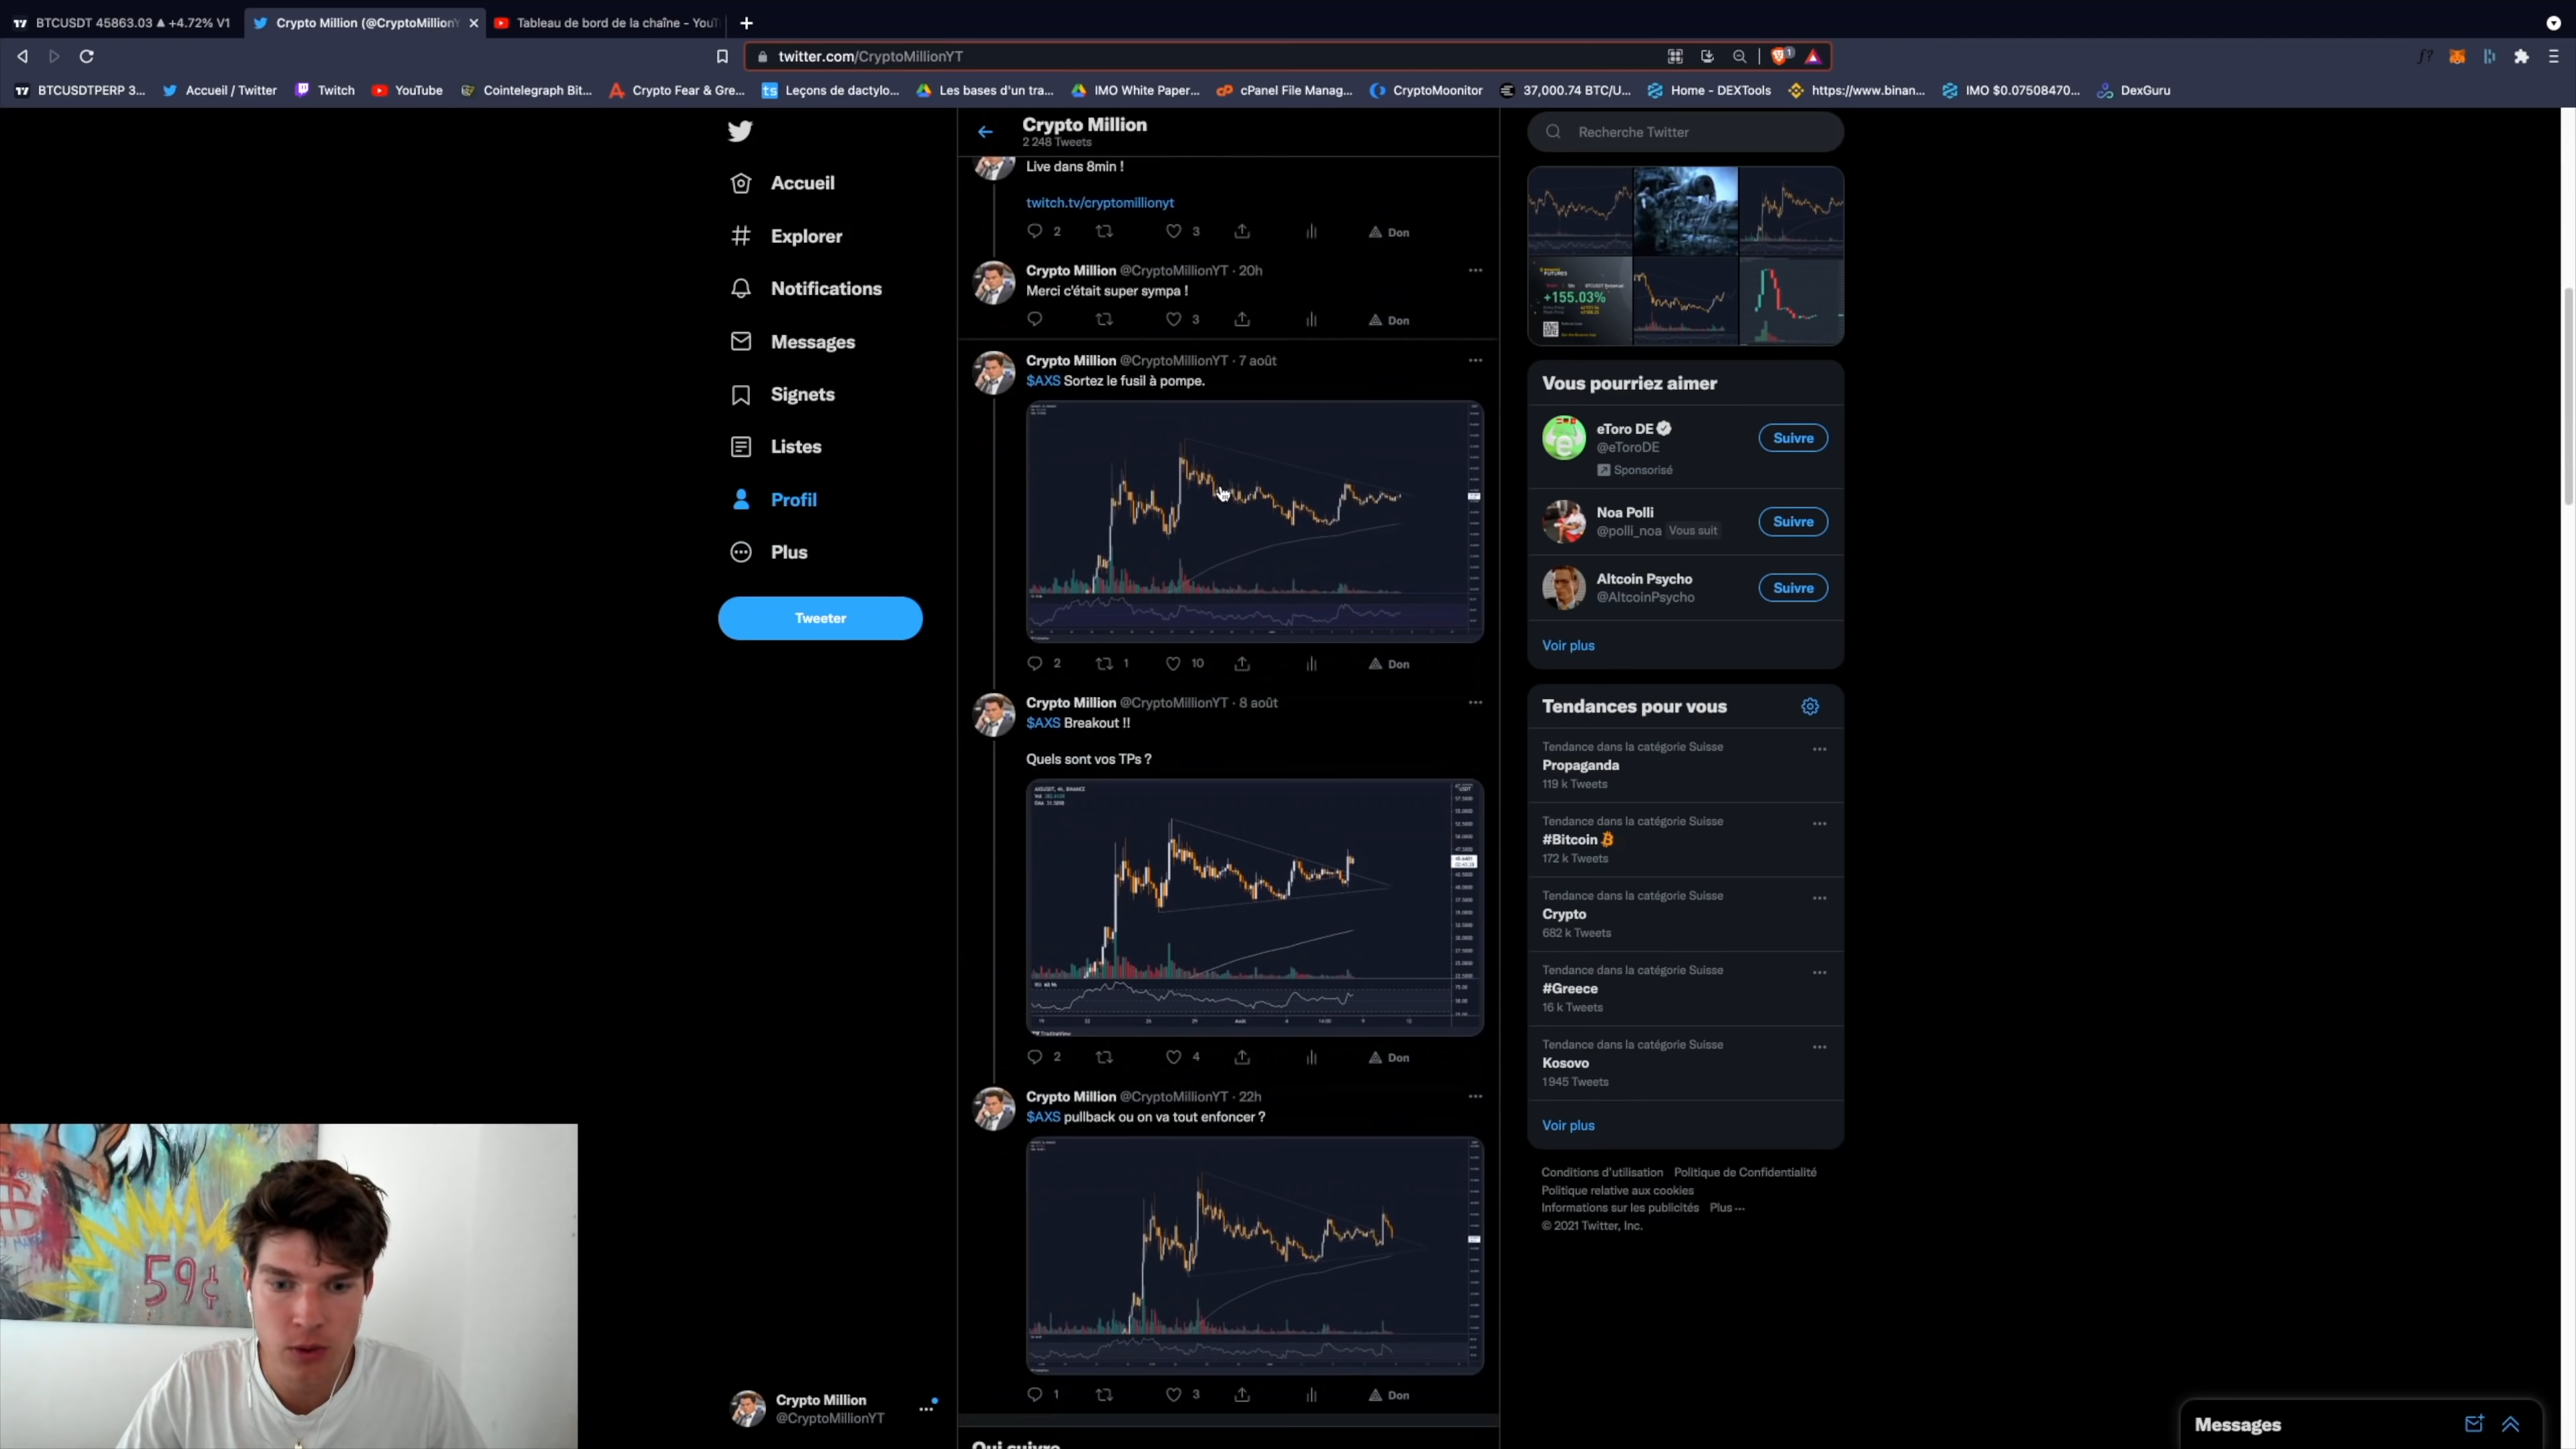 BTCUSDT 45863.03 ▲ +4.72% V1
Crypto Million (@CryptoMillionY
Tableau de bord de la chaîne - YouT
twitter.com/CryptoMillionYT
1
BTCUSDTPERP 3...
Accueil / Twitter
Twitch
YouTube
Cointelegraph Bit...
Crypto Fear & Gre...
Leçons de dactylo...
Les bases d'un tra...
IMO White Paper...
cPanel File Manag...
CryptoMoonitor
37,000.74 BTC/U...
Home - DEXTools
https://www.binan...
IMO $0.07508470...
DexGuru
Accueil
Explorer
Notifications
Messages
Signets
Listes
Profil
Plus
Tweeter
Crypto Million
@CryptoMillionYT
Crypto Million
2 248 Tweets
Live dans 8min !
twitch.tv/cryptomillionyt
2 3 Don
Crypto Million @CryptoMillionYT · 20h
Merci c'était super sympa !
3 Don
Crypto Million @CryptoMillionYT · 7 août
$AXS Sortez le fusil à pompe.
2 1 10 Don
Crypto Million @CryptoMillionYT · 8 août
$AXS Breakout !!
Quels sont vos TPs ?
AXSUSDT, 4h, BINANCE
TradingView
2 4 Don
Crypto Million @CryptoMillionYT · 22h
$AXS pullback ou on va tout enfoncer ?
1 3 Don
Qui suivre
Recherche Twitter
FUTURES
+155.03%
Vous pourriez aimer
eToro DE
@eToroDE
Sponsorisé
Suivre
Noa Polli
@polli_noa Vous suit
Suivre
Altcoin Psycho
@AltcoinPsycho
Suivre
Voir plus
Tendances pour vous
Tendance dans la catégorie Suisse
Propaganda
119 k Tweets
Tendance dans la catégorie Suisse
#Bitcoin
172 k Tweets
Tendance dans la catégorie Suisse
Crypto
682 k Tweets
Tendance dans la catégorie Suisse
#Greece
16 k Tweets
Tendance dans la catégorie Suisse
Kosovo
1 945 Tweets
Voir plus
Conditions d'utilisation Politique de Confidentialité
Politique relative aux cookies
Informations sur les publicités Plus ···
© 2021 Twitter, Inc.
Messages
59¢